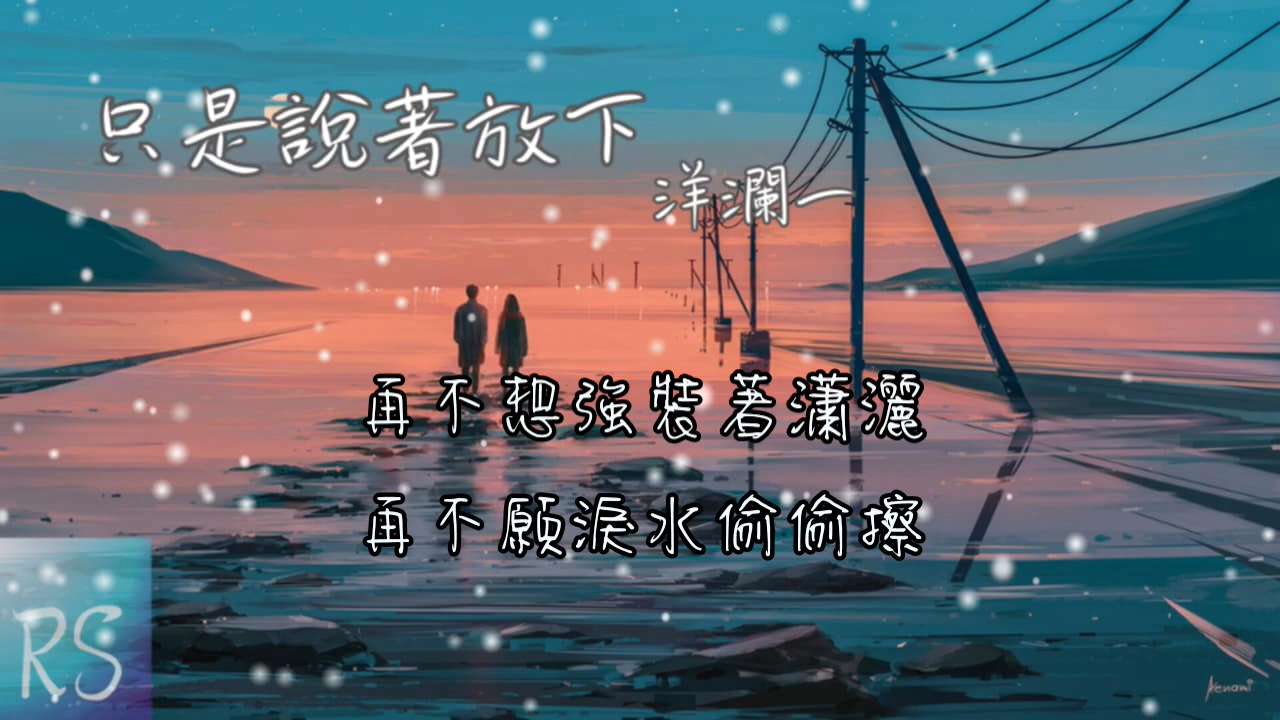 只是說著放下
洋瀾一
再不想強裝著瀟灑
再不願淚水偷偷擦
RS
Aenami